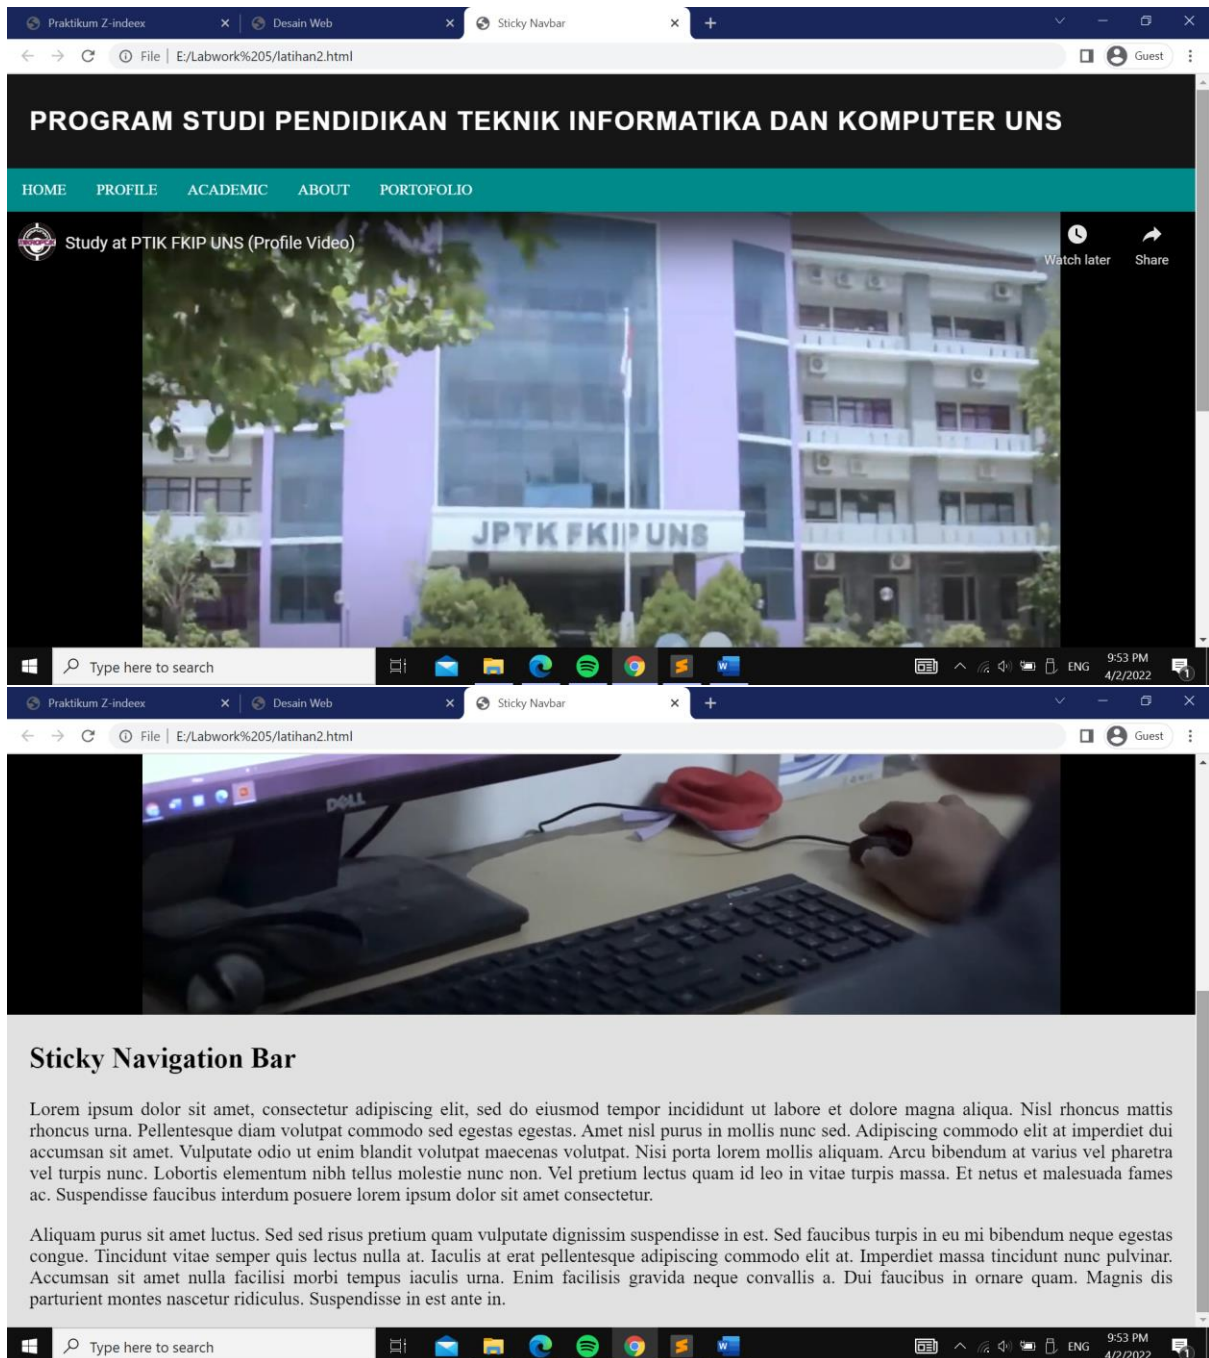 Praktikum Z-indeex
Desain Web
Sticky Navbar
File
E:/Labwork%205/latihan2.html
Guest
PROGRAM STUDI PENDIDIKAN TEKNIK INFORMATIKA DAN KOMPUTER UNS
HOME PROFILE ACADEMIC ABOUT PORTOFOLIO
Study at PTIK FKIP UNS (Profile Video)
Watch later Share
JPTK FKIP UNS
Type here to search
ENG
9:53 PM
4/2/2022
1
Praktikum Z-indeex
Desain Web
Sticky Navbar
File
E:/Labwork%205/latihan2.html
Guest
DELL
ASUS
Sticky Navigation Bar
Lorem ipsum dolor sit amet, consectetur adipiscing elit, sed do eiusmod tempor incididunt ut labore et dolore magna aliqua. Nisl rhoncus mattis
rhoncus urna. Pellentesque diam volutpat commodo sed egestas egestas. Amet nisl purus in mollis nunc sed. Adipiscing commodo elit at imperdiet dui
accumsan sit amet. Vulputate odio ut enim blandit volutpat maecenas volutpat. Nisi porta lorem mollis aliquam. Arcu bibendum at varius vel pharetra
vel turpis nunc. Lobortis elementum nibh tellus molestie nunc non. Vel pretium lectus quam id leo in vitae turpis massa. Et netus et malesuada fames
ac. Suspendisse faucibus interdum posuere lorem ipsum dolor sit amet consectetur.
Aliquam purus sit amet luctus. Sed sed risus pretium quam vulputate dignissim suspendisse in est. Sed faucibus turpis in eu mi bibendum neque egestas
congue. Tincidunt vitae semper quis lectus nulla at. Iaculis at erat pellentesque adipiscing commodo elit at. Imperdiet massa tincidunt nunc pulvinar.
Accumsan sit amet nulla facilisi morbi tempus iaculis urna. Enim facilisis gravida neque convallis a. Dui faucibus in ornare quam. Magnis dis
parturient montes nascetur ridiculus. Suspendisse in est ante in.
Type here to search
ENG
9:53 PM
4/2/2022
1